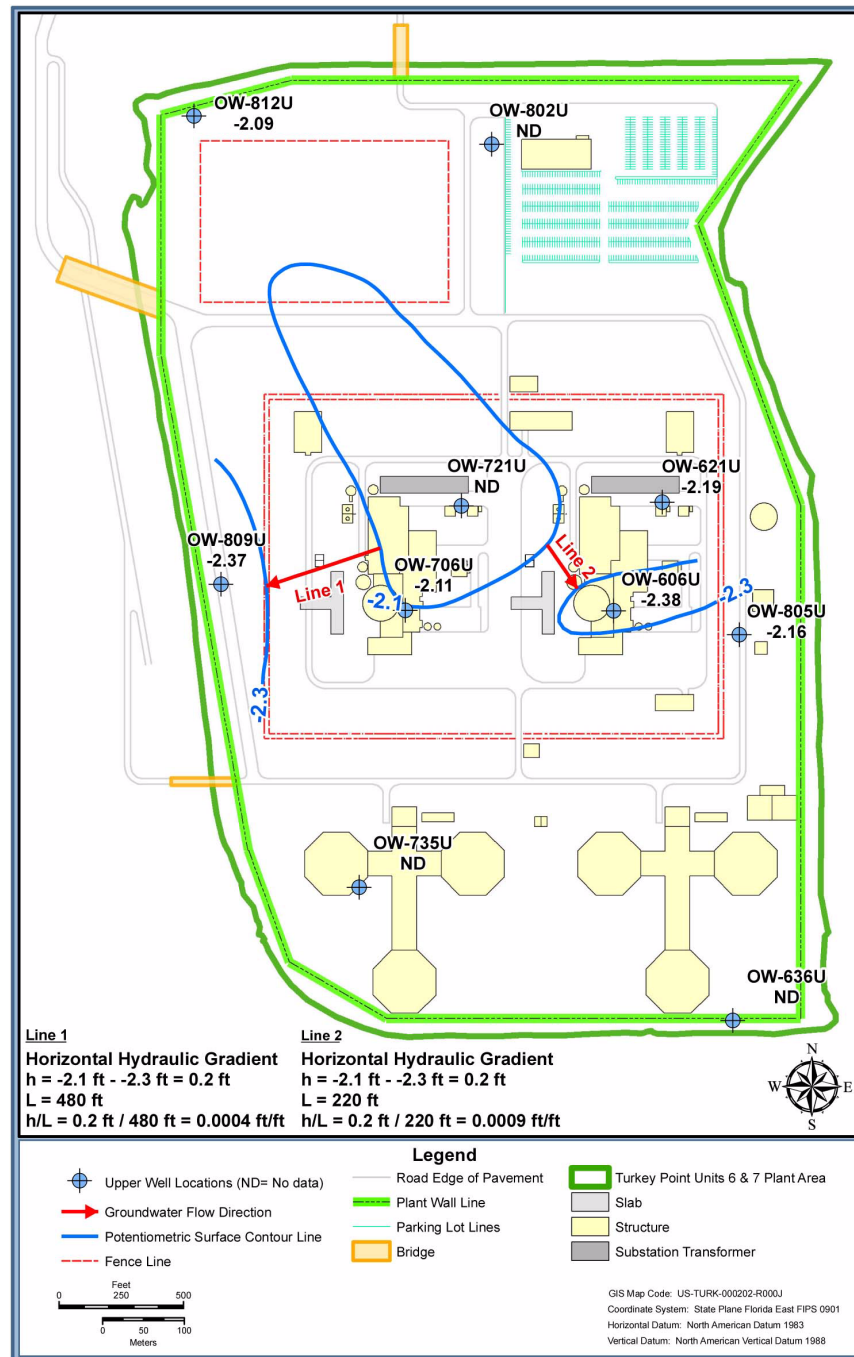 OW-812U
-2.09
OW-802U
ND
OW-721U
ND
OW-621U
-2.19
OW-809U
-2.37
Line 1
Line 2
OW-706U
-2.11
-2.1
OW-606U
-2.38
-2.3
OW-805U
-2.16
-2.3
OW-735U
ND
OW-636U
ND
Line 1
Horizontal Hydraulic Gradient
h = -2.1 ft - -2.3 ft = 0.2 ft
L = 480 ft
h/L = 0.2 ft / 480 ft = 0.0004 ft/ft
Line 2
Horizontal Hydraulic Gradient
h = -2.1 ft - -2.3 ft = 0.2 ft
L = 220 ft
h/L = 0.2 ft / 220 ft = 0.0009 ft/ft
N
W
E
S
Legend
Upper Well Locations (ND= No data)
Groundwater Flow Direction
Potentiometric Surface Contour Line
Fence Line
Road Edge of Pavement
Plant Wall Line
Parking Lot Lines
Bridge
Turkey Point Units 6 & 7 Plant Area
Slab
Structure
Substation Transformer
Feet
0 250 500
0 50 100
Meters
GIS Map Code: US-TURK-000202-R000J
Coordinate System: State Plane Florida East FIPS 0901
Horizontal Datum: North American Datum 1983
Vertical Datum: North American Vertical Datum 1988